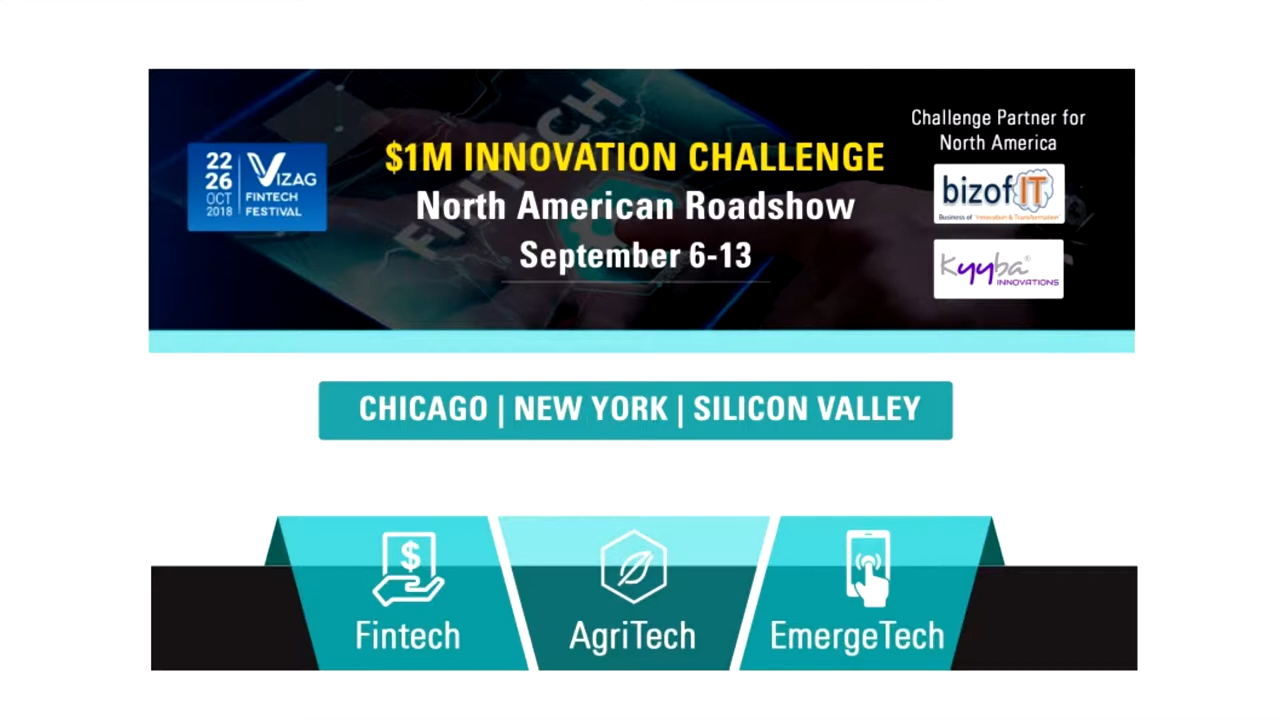 FINTECH
22
26
OCT
2018
VIZAG
FINTECH
FESTIVAL
$1M INNOVATION CHALLENGE
North American Roadshow
September 6-13
Challenge Partner for
North America
bizofIT
Business of "Innovation & Transformation"
Kyyba®
INNOVATIONS
CHICAGO | NEW YORK | SILICON VALLEY
$
Fintech
AgriTech
EmergeTech